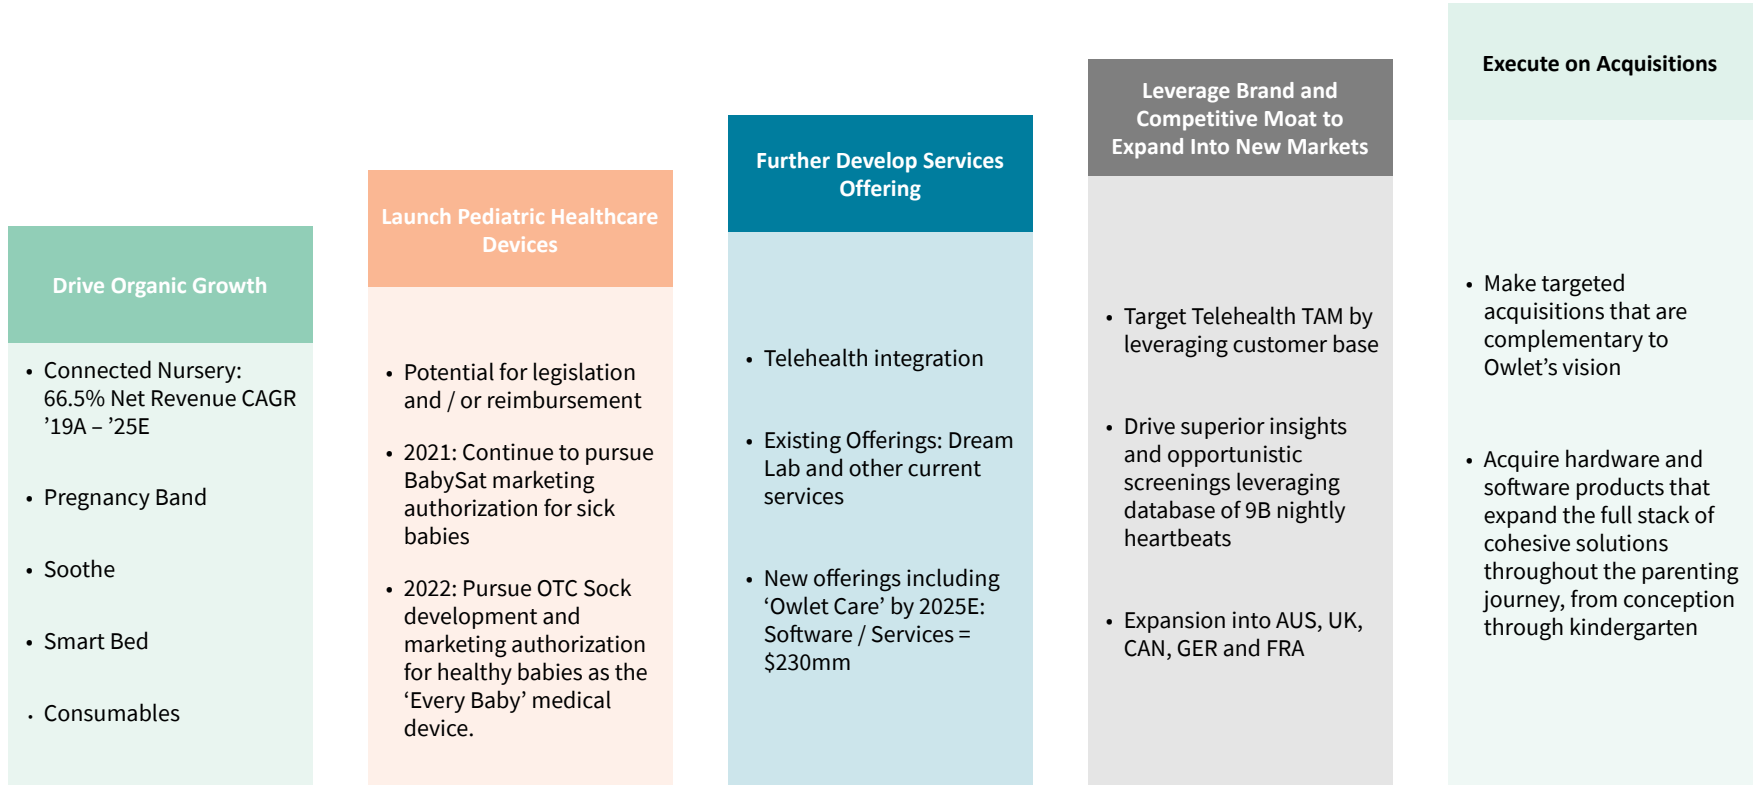 Drive Organic Growth
• Connected Nursery:
66.5% Net Revenue CAGR
’19A – ’25E
• Pregnancy Band
• Soothe
• Smart Bed
• Consumables
Launch Pediatric Healthcare
Devices
• Potential for legislation
and / or reimbursement
• 2021: Continue to pursue
BabySat marketing
authorization for sick
babies
• 2022: Pursue OTC Sock
development and
marketing authorization
for healthy babies as the
‘Every Baby’ medical
device.
Further Develop Services
Offering
• Telehealth integration
• Existing Offerings: Dream
Lab and other current
services
• New offerings including
‘Owlet Care’ by 2025E:
Software / Services =
$230mm
Leverage Brand and
Competitive Moat to
Expand Into New Markets
• Target Telehealth TAM by
leveraging customer base
• Drive superior insights
and opportunistic
screenings leveraging
database of 9B nightly
heartbeats
• Expansion into AUS, UK,
CAN, GER and FRA
Execute on Acquisitions
• Make targeted
acquisitions that are
complementary to
Owlet’s vision
• Acquire hardware and
software products that
expand the full stack of
cohesive solutions
throughout the parenting
journey, from conception
through kindergarten